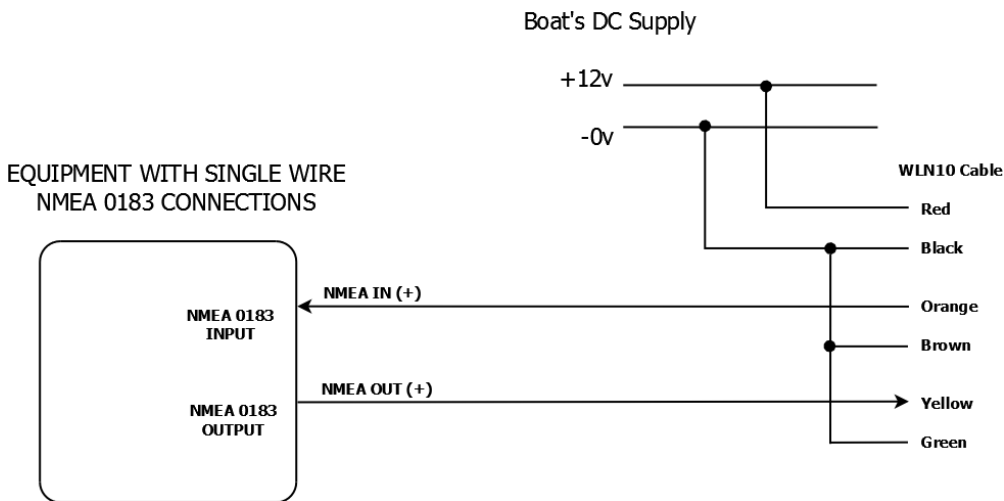 Boat's DC Supply
+12v
-0v
EQUIPMENT WITH SINGLE WIRE
NMEA 0183 CONNECTIONS
WLN10 Cable
Red
Black
NMEA IN (+)
NMEA 0183
INPUT
Orange
Brown
NMEA OUT (+)
NMEA 0183
OUTPUT
Yellow
Green